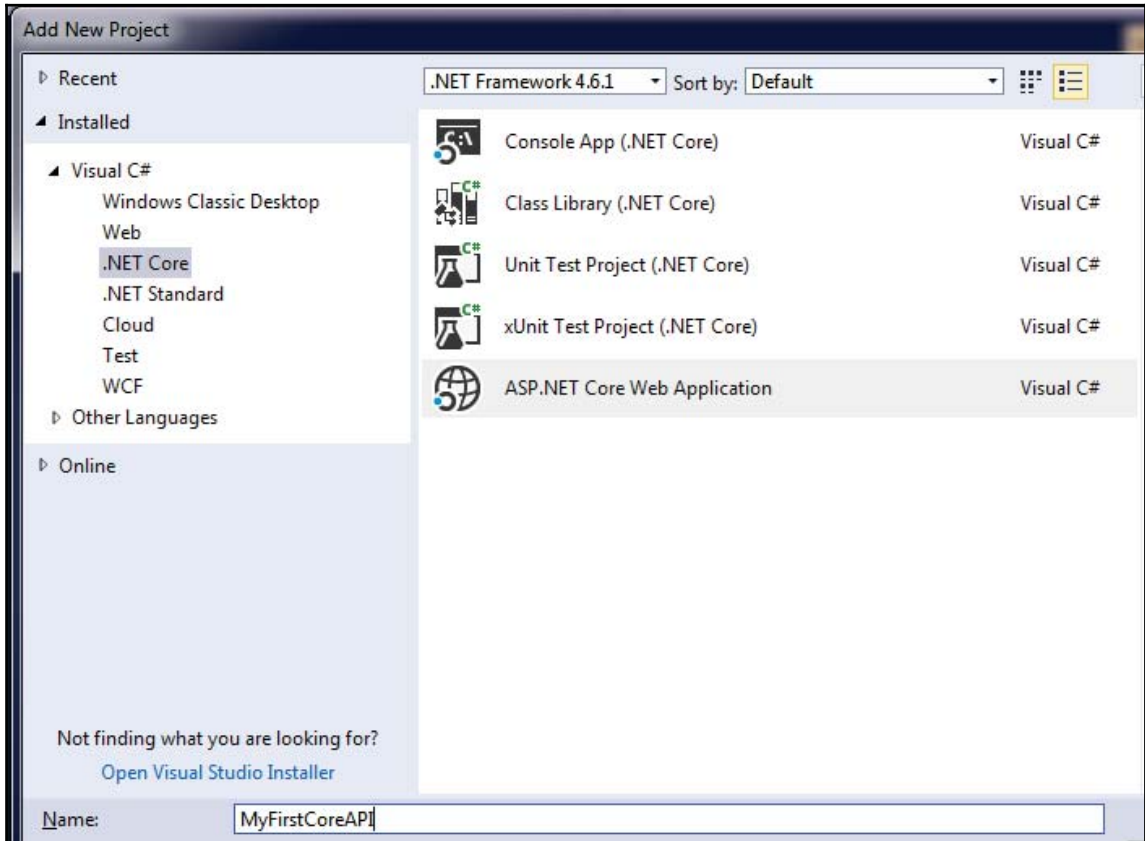 Add New Project
Recent
.NET Framework 4.6.1 Sort by: Default
Installed
Visual C#
Windows Classic Desktop
Web
.NET Core
.NET Standard
Cloud
Test
WCF
Other Languages
Online
Console App (.NET Core) Visual C#
Class Library (.NET Core) Visual C#
Unit Test Project (.NET Core) Visual C#
xUnit Test Project (.NET Core) Visual C#
ASP.NET Core Web Application Visual C#
Not finding what you are looking for?
Open Visual Studio Installer
Name: MyFirstCoreAPI